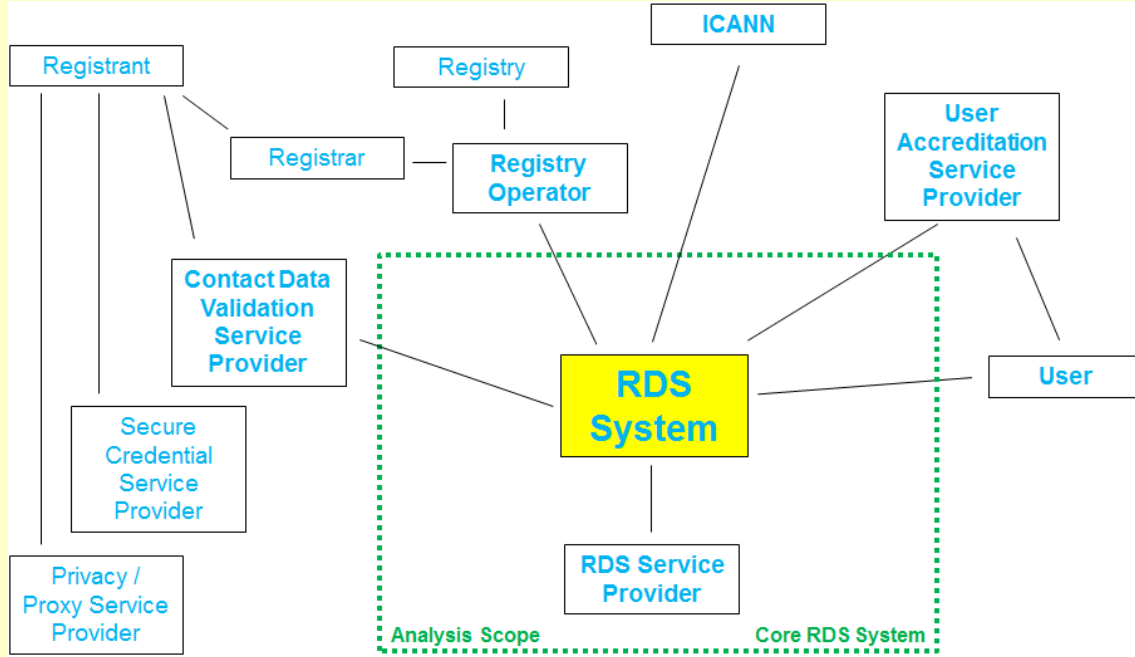 ICANN
Registrant
Registry
User
Accreditation
Service
Provider
Registrar
Registry
Operator
Contact Data
Validation
Service
Provider
RDS
System
User
Secure
Credential
Service
Provider
RDS Service
Provider
Privacy /
Proxy Service
Provider
Analysis Scope
Core RDS System